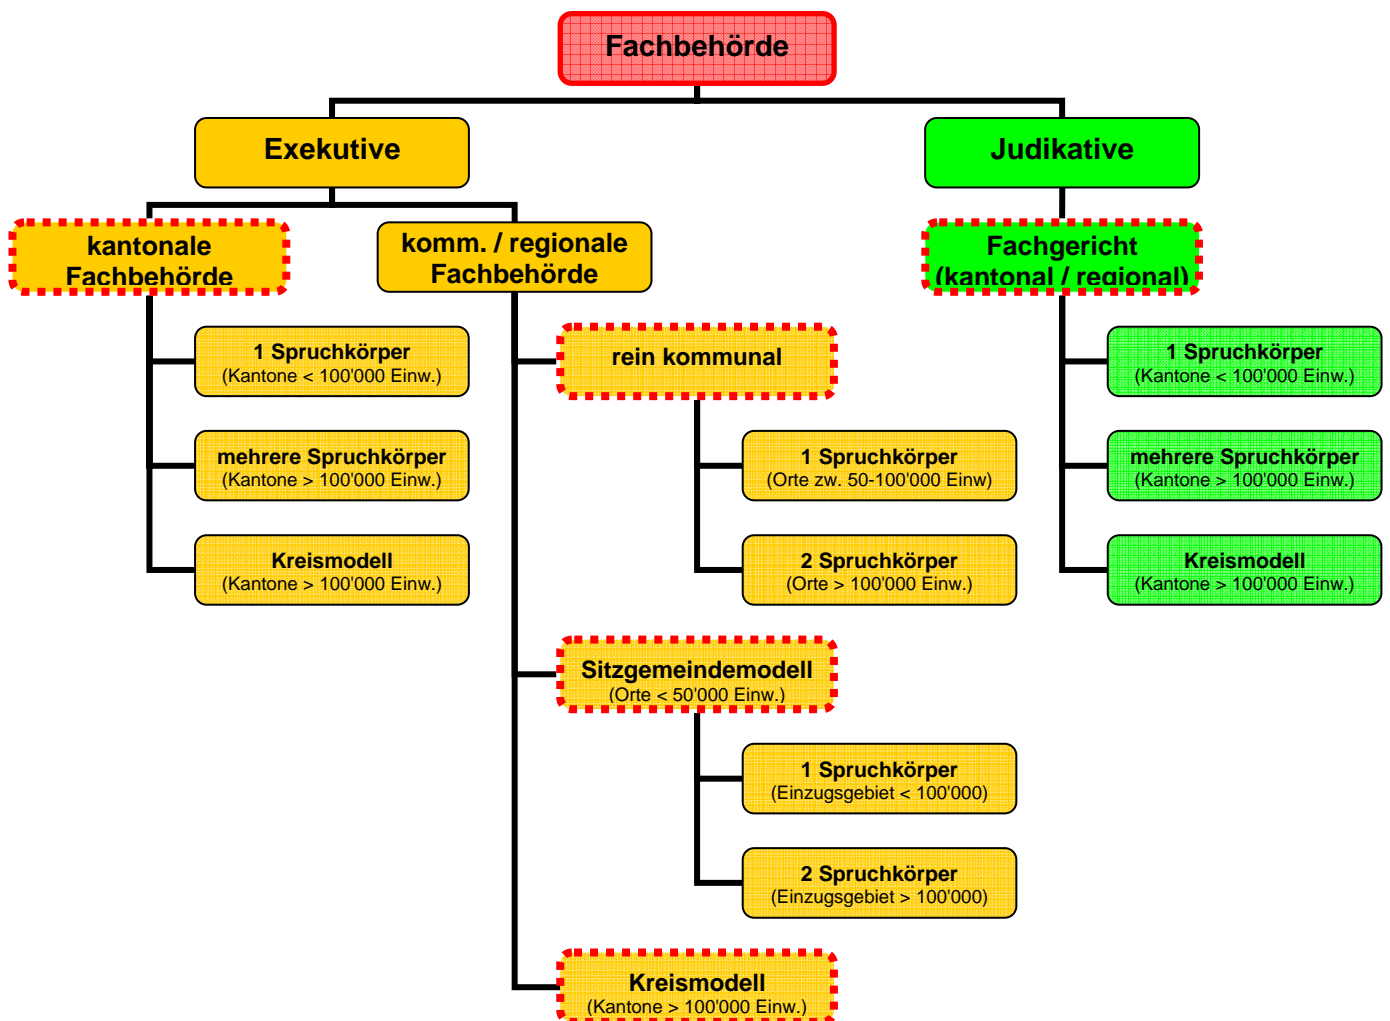 Fachbehörde
Exekutive
Judikative
kantonale
Fachbehörde
komm. / regionale
Fachbehörde
Fachgericht
(kantonal / regional)
1 Spruchkörper
(Kantone < 100'000 Einw.)
mehrere Spruchkörper
(Kantone > 100'000 Einw.)
Kreismodell
(Kantone > 100'000 Einw.)
rein kommunal
1 Spruchkörper
(Orte zw. 50-100'000 Einw)
2 Spruchkörper
(Orte > 100'000 Einw.)
Sitzgemeindemodell
(Orte < 50'000 Einw.)
1 Spruchkörper
(Einzugsgebiet < 100'000)
2 Spruchkörper
(Einzugsgebiet > 100'000)
Kreismodell
(Kantone > 100'000 Einw.)
1 Spruchkörper
(Kantone < 100'000 Einw.)
mehrere Spruchkörper
(Kantone > 100'000 Einw.)
Kreismodell
(Kantone > 100'000 Einw.)